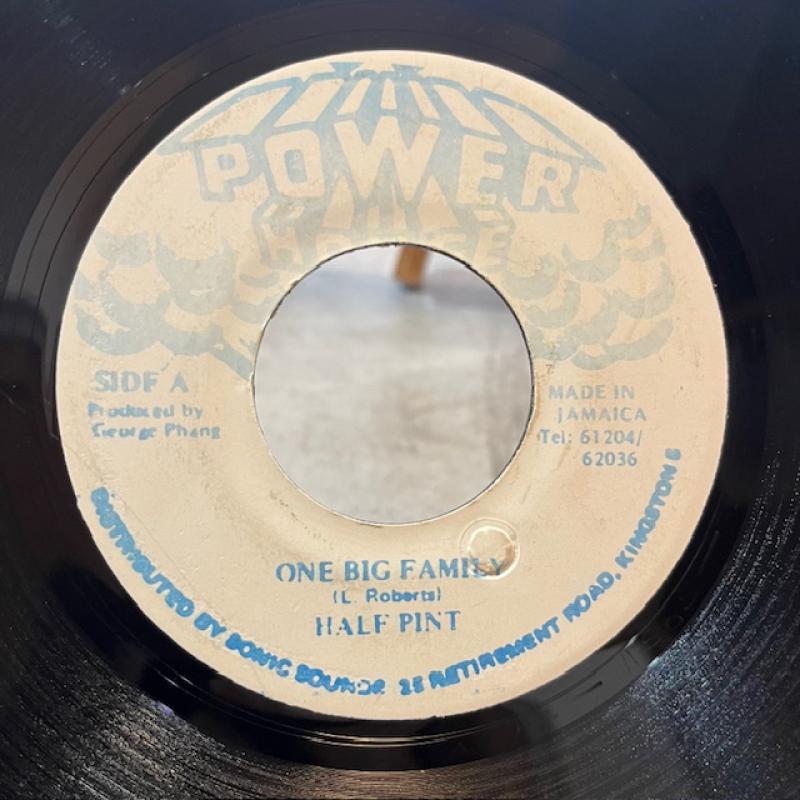 POWER
HOUSE
SIDE A
Produced by
George Phang
MADE IN
JAMAICA
Tel: 61204/
62036
ONE BIG FAMILY
(L. Roberts)
HALF PINT
DISTRIBUTED BY SONIC SOUNDS 25 RETIREMENT ROAD, KINGSTON 5